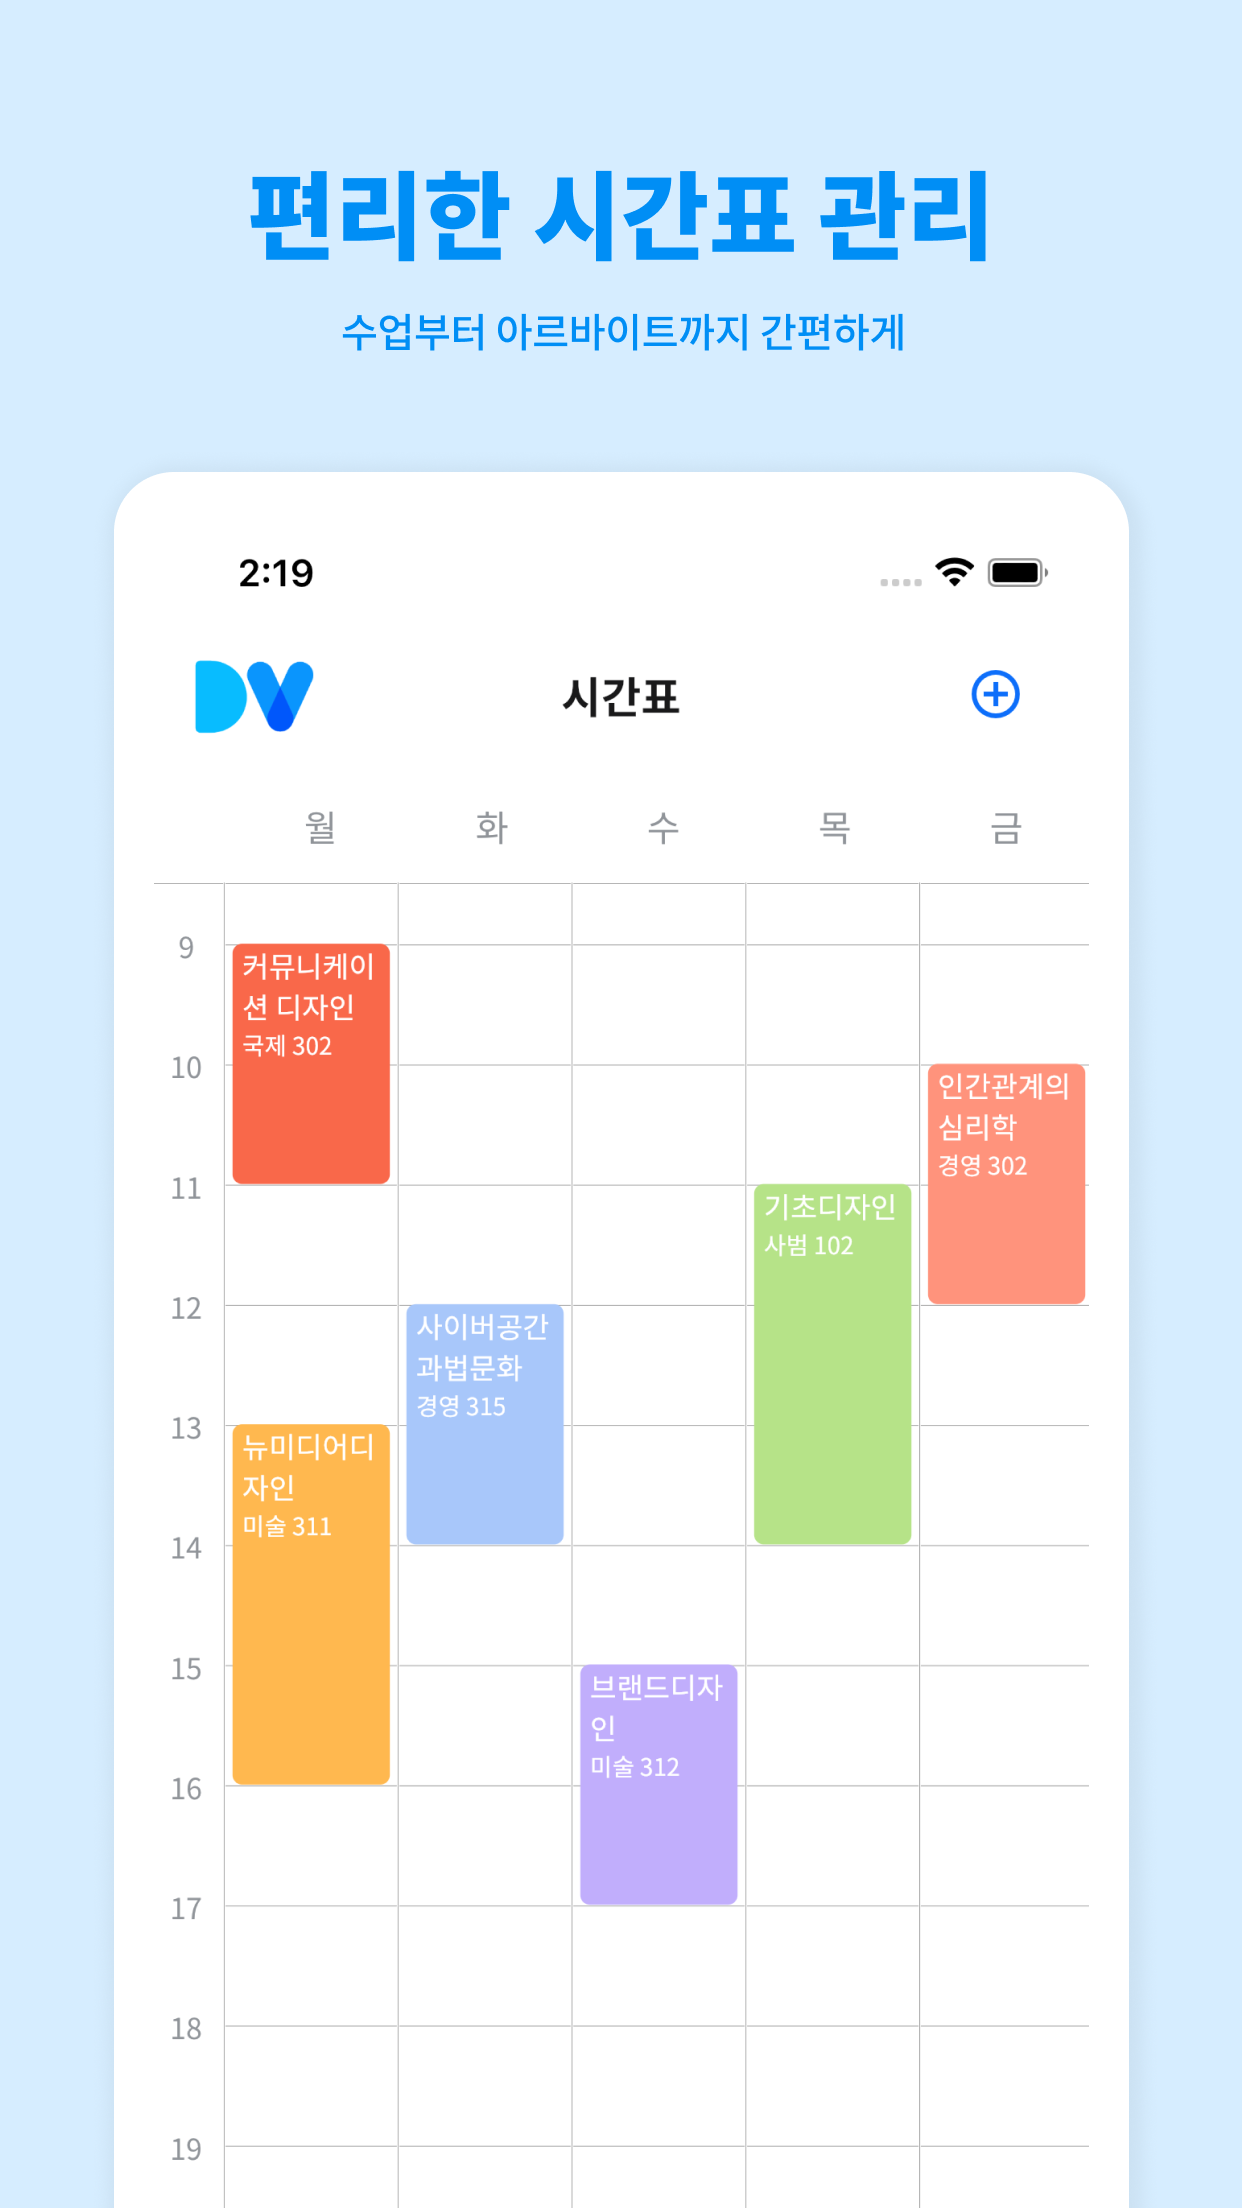 편리한 시간표 관리
수업부터 아르바이트까지 간편하게
2:19
DV
시간표
월 화 수 목 금
9
커뮤니케이
션 디자인
국제 302
10
인간관계의
심리학
경영 302
11
기초디자인
사범 102
12
사이버공간
과법문화
경영 315
13
뉴미디어디
자인
미술 311
14
15
브랜드디자
인
미술 312
16
17
18
19